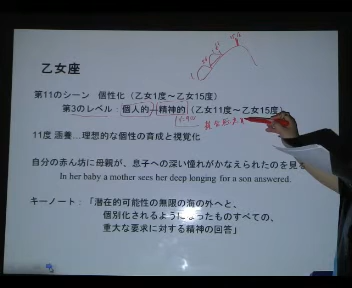 乙女座
第11のシーン　個性化（乙女1度～乙女15度）
第3のレベル：個人的―精神的（乙女11度～乙女15度）
11度 涵養…理想的な個性の育成と視覚化
自分の赤ん坊に母親が、息子への深い憧れがかなえられたのを見る
In her baby a mother sees her deep longing for a son answered.
キーノート：「潜在的可能性の無限の海の外へと、
個別化されるようになったものすべての、
重大な要求に対する精神の回答」